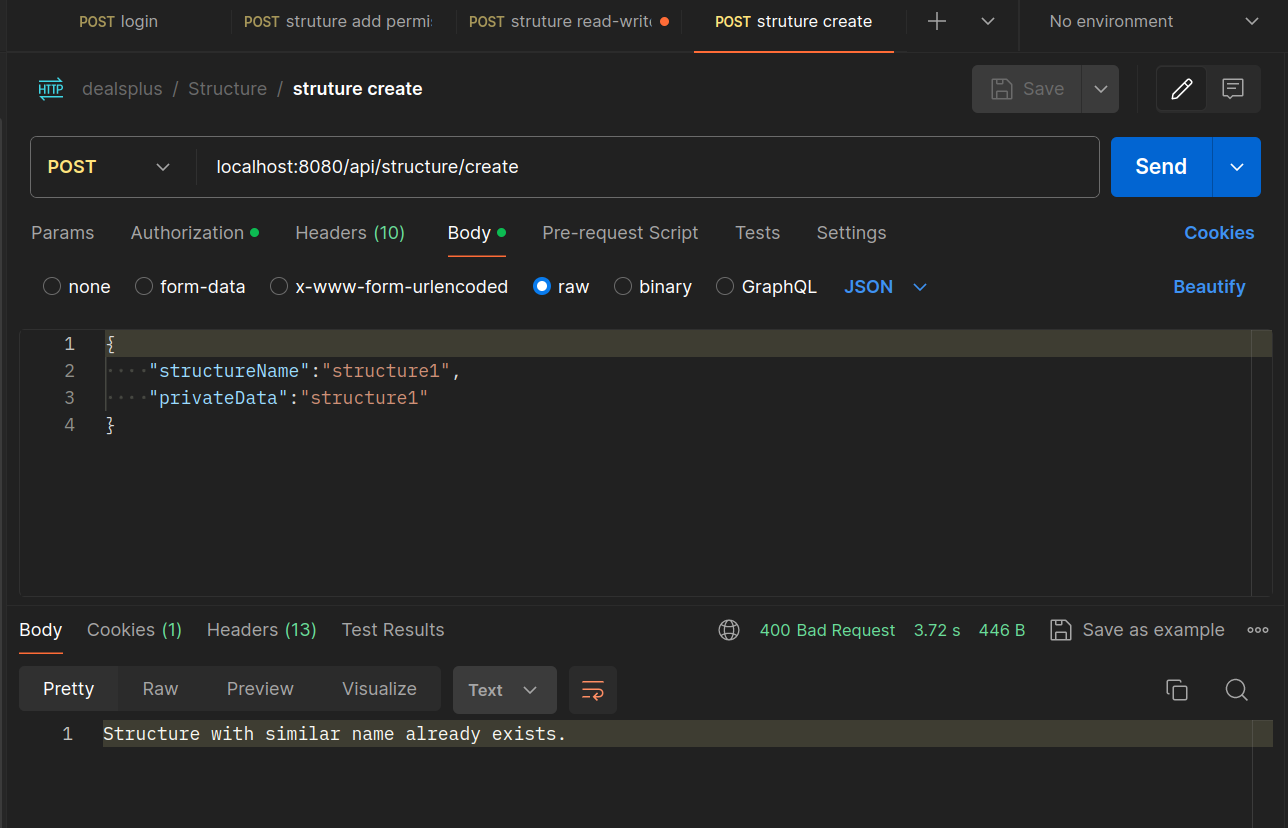 POST login POST struture add permi POST struture read-writ POST struture create No environment
HTTP dealsplus / Structure / struture create Save
POST localhost:8080/api/structure/create Send
Params Authorization Headers (10) Body Pre-request Script Tests Settings Cookies
none form-data x-www-form-urlencoded raw binary GraphQL JSON Beautify
1 {
2 "structureName":"structure1",
3 "privateData":"structure1"
4 }
Body Cookies (1) Headers (13) Test Results 400 Bad Request 3.72 s 446 B Save as example
Pretty Raw Preview Visualize Text
1 Structure with similar name already exists.